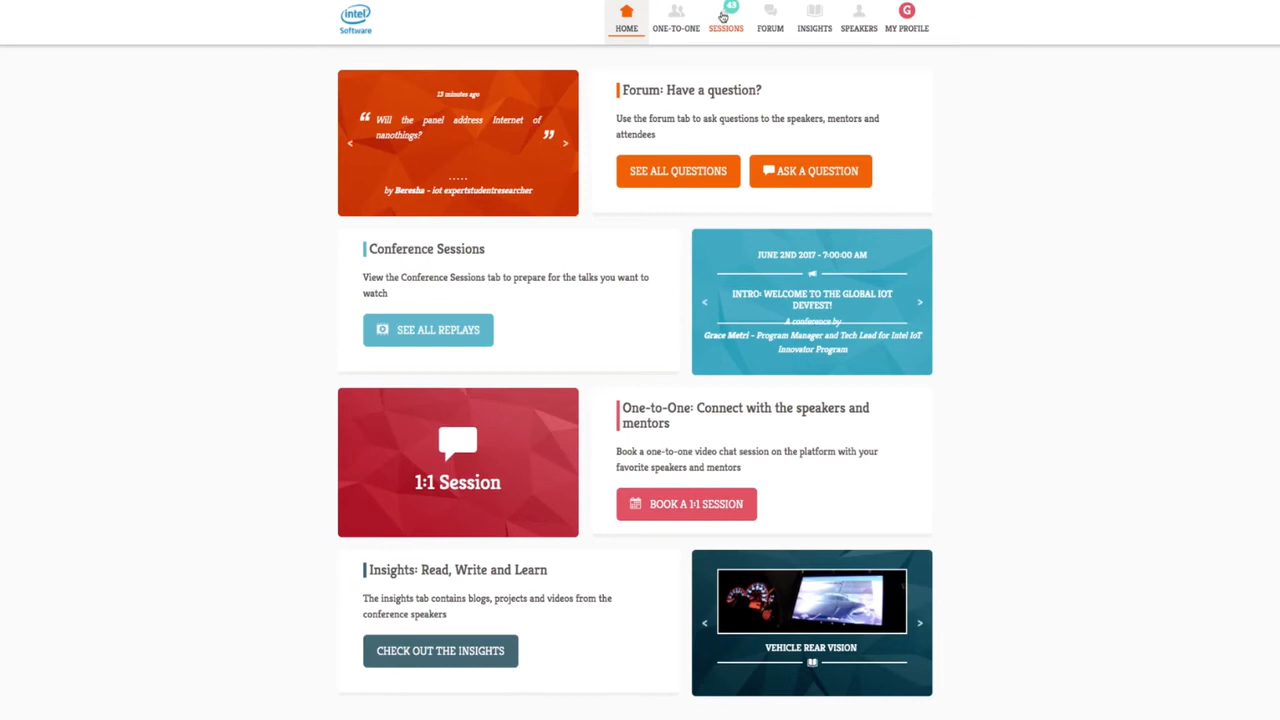 intel
Software
HOME
ONE-TO-ONE
43
SESSIONS
FORUM
INSIGHTS
SPEAKERS
G
MY PROFILE
13 minutes ago
“ Will the panel address Internet of
nanothings? ”
< >
.....
by Beresha - iot expertstudentresearcher
Forum: Have a question?
Use the forum tab to ask questions to the speakers, mentors and
attendees
SEE ALL QUESTIONS
ASK A QUESTION
Conference Sessions
View the Conference Sessions tab to prepare for the talks you want to
watch
SEE ALL REPLAYS
JUNE 2ND 2017 - 7:00:00 AM
INTRO: WELCOME TO THE GLOBAL IOT
DEVFEST!
< >
A conference by
Grace Metri - Program Manager and Tech Lead for Intel IoT
Innovator Program
1:1 Session
One-to-One: Connect with the speakers and
mentors
Book a one-to-one video chat session on the platform with your
favorite speakers and mentors
BOOK A 1:1 SESSION
Insights: Read, Write and Learn
The insights tab contains blogs, projects and videos from the
conference speakers
CHECK OUT THE INSIGHTS
< >
VEHICLE REAR VISION